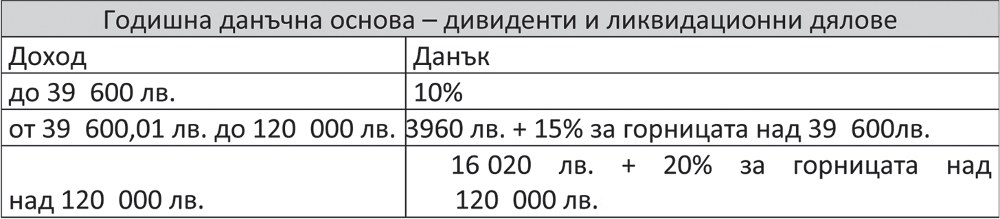 Годишна данъчна основа – дивиденти и ликвидационни дялове
Доход Данък
до 39 600 лв. 10%
от 39 600,01 лв. до 120 000 лв. 3960 лв. + 15% за горницата над 39 600лв.
16 020 лв. + 20% за горницата над
над 120 000 лв. 120 000 лв.